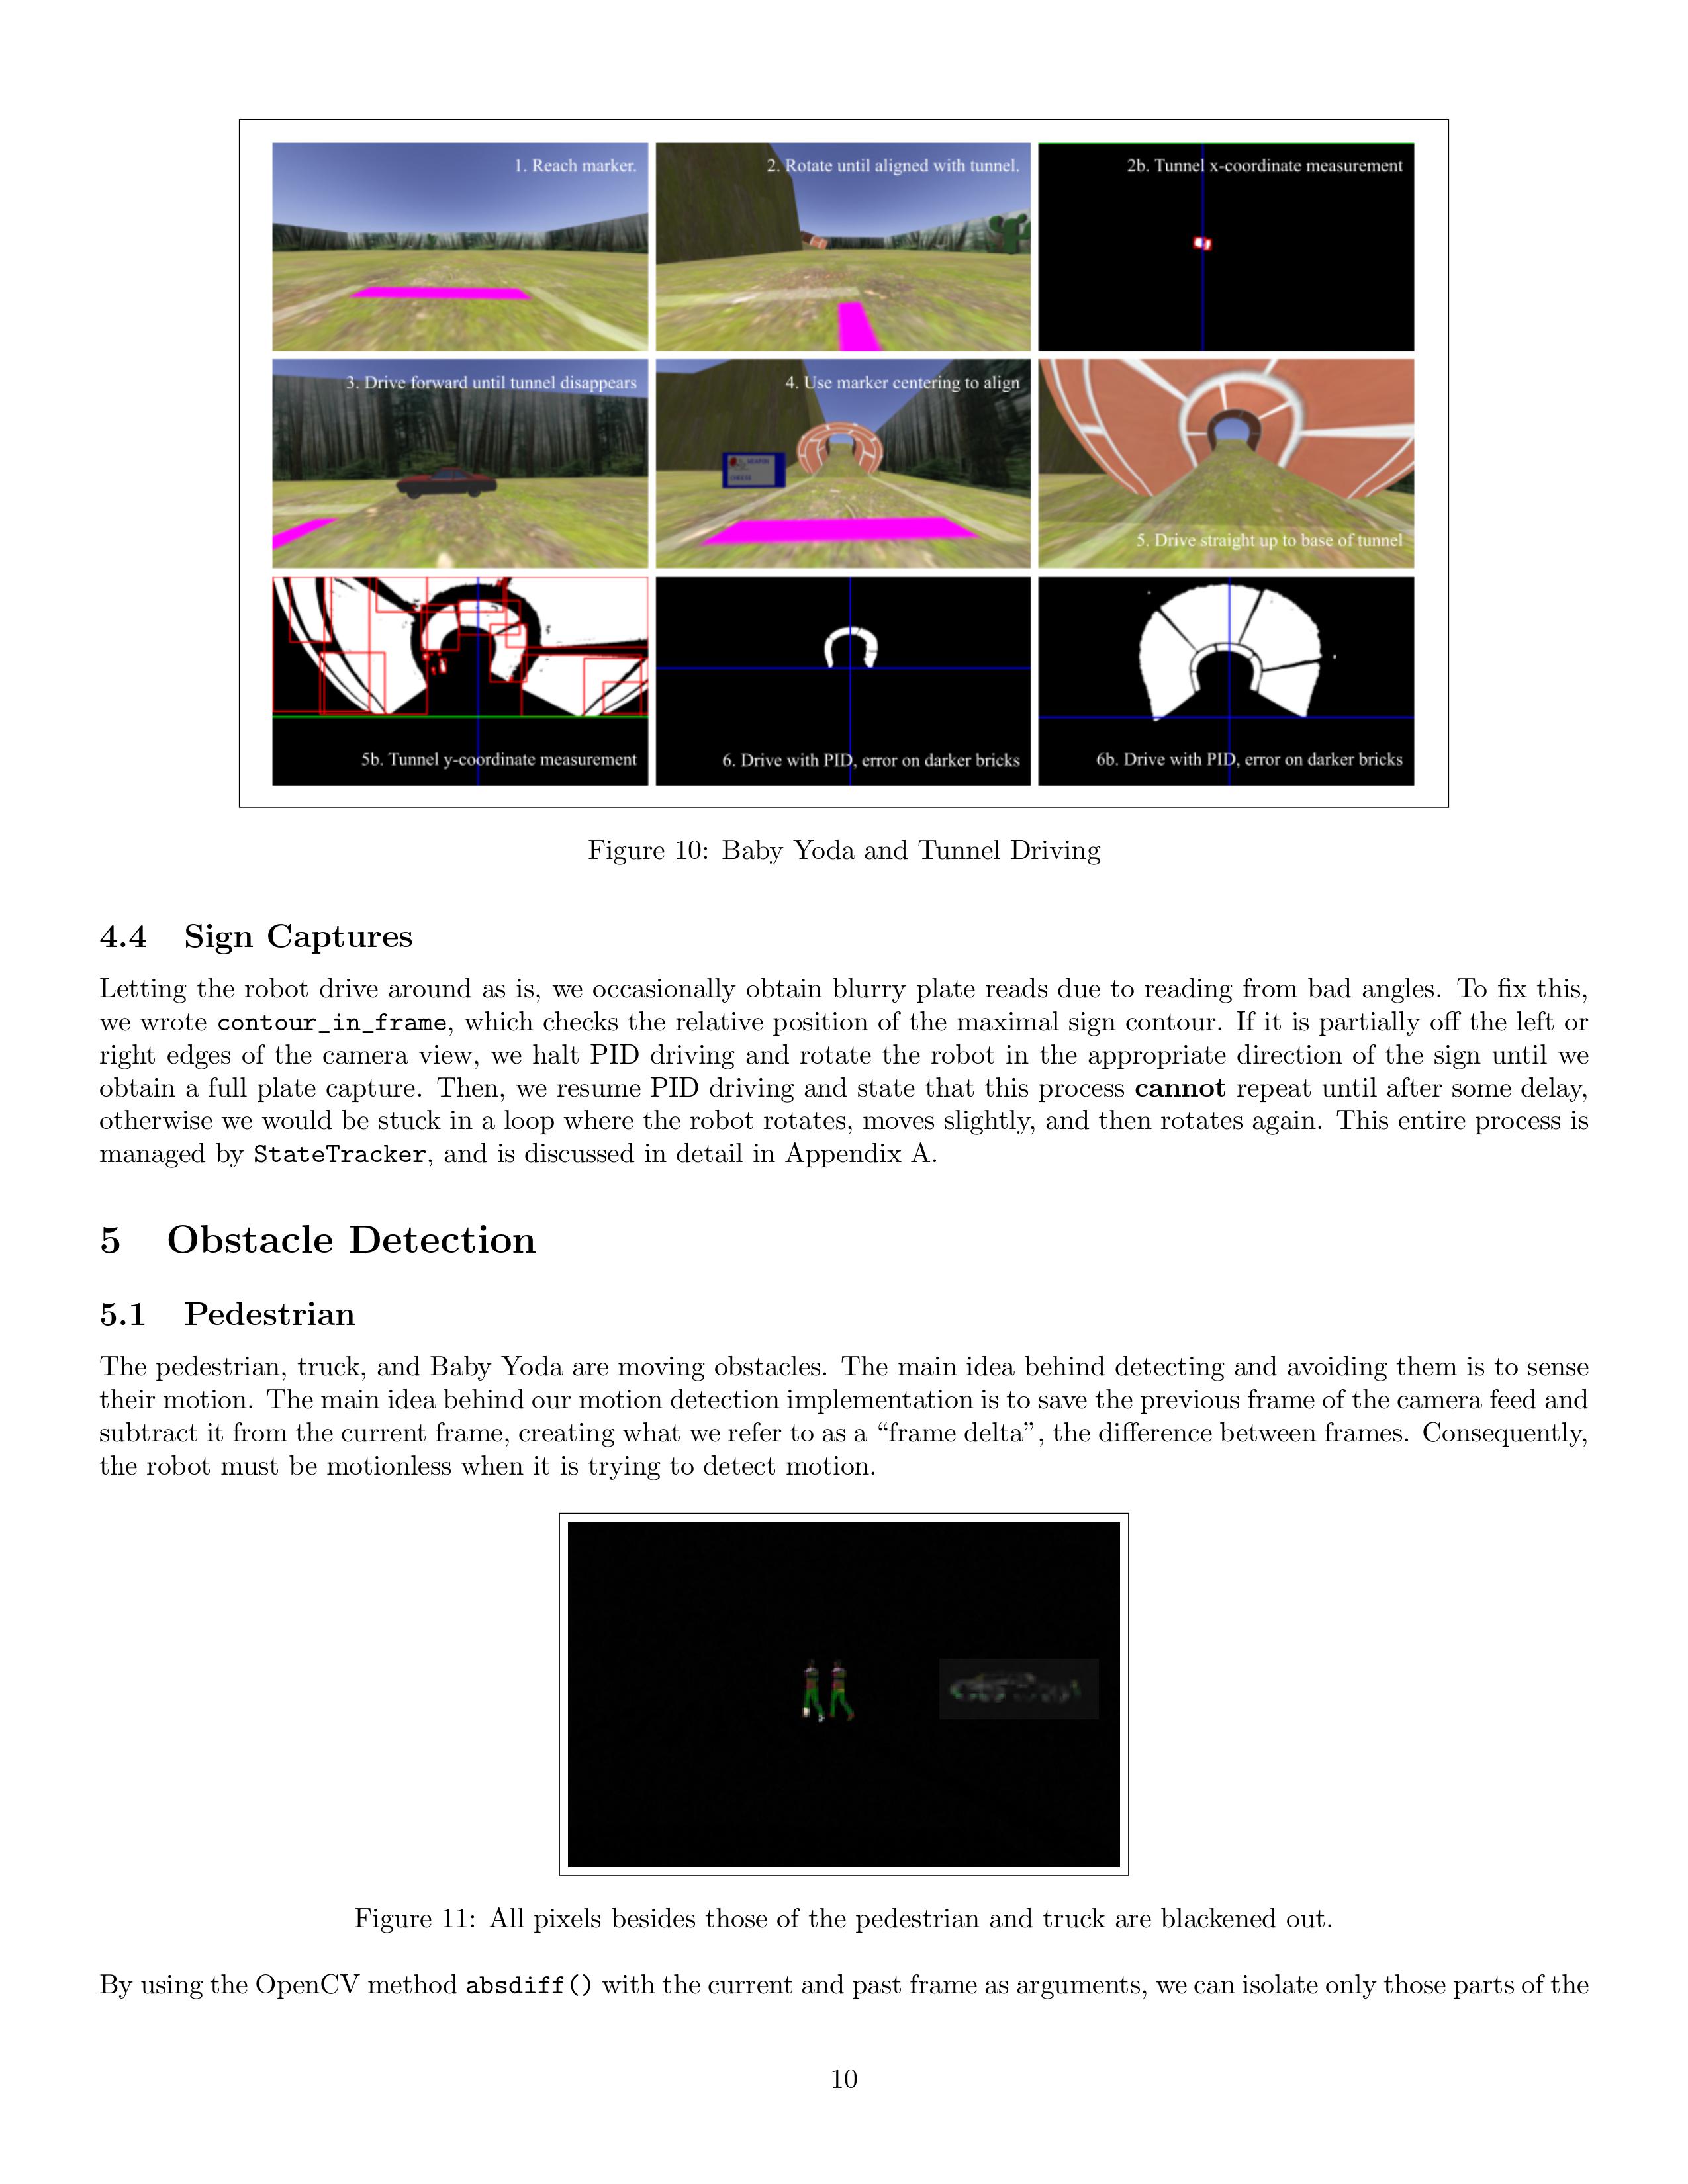 1. Reach marker.
2. Rotate until aligned with tunnel.
2b. Tunnel x-coordinate measurement
3. Drive forward until tunnel disappears
4. Use marker centering to align
WEAPON
CHEESE
5. Drive straight up to base of tunnel
5b. Tunnel y-coordinate measurement
6. Drive with PID, error on darker bricks
6b. Drive with PID, error on darker bricks
Figure 10: Baby Yoda and Tunnel Driving
4.4 Sign Captures
Letting the robot drive around as is, we occasionally obtain blurry plate reads due to reading from bad angles. To fix this,
we wrote contour_in_frame, which checks the relative position of the maximal sign contour. If it is partially off the left or
right edges of the camera view, we halt PID driving and rotate the robot in the appropriate direction of the sign until we
obtain a full plate capture. Then, we resume PID driving and state that this process cannot repeat until after some delay,
otherwise we would be stuck in a loop where the robot rotates, moves slightly, and then rotates again. This entire process is
managed by StateTracker, and is discussed in detail in Appendix A.
5 Obstacle Detection
5.1 Pedestrian
The pedestrian, truck, and Baby Yoda are moving obstacles. The main idea behind detecting and avoiding them is to sense
their motion. The main idea behind our motion detection implementation is to save the previous frame of the camera feed and
subtract it from the current frame, creating what we refer to as a “frame delta”, the difference between frames. Consequently,
the robot must be motionless when it is trying to detect motion.
Figure 11: All pixels besides those of the pedestrian and truck are blackened out.
By using the OpenCV method absdiff() with the current and past frame as arguments, we can isolate only those parts of the
10